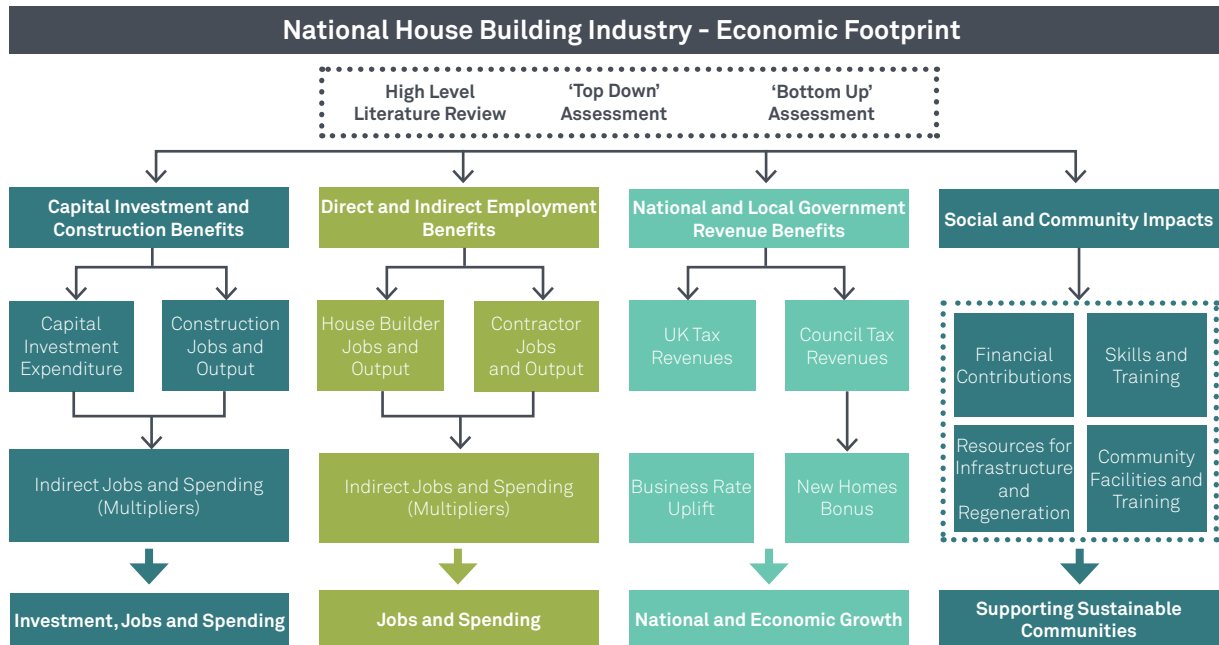 National House Building Industry - Economic Footprint
High Level
Literature Review
‘Top Down’
Assessment
‘Bottom Up’
Assessment
Capital Investment and
Construction Benefits
Direct and Indirect Employment
Benefits
National and Local Government
Revenue Benefits
Social and Community Impacts
Capital
Investment
Expenditure
Construction
Jobs and
Output
House Builder
Jobs and
Output
Contractor
Jobs
and Output
UK Tax
Revenues
Council Tax
Revenues
Financial
Contributions
Skills and
Training
Indirect Jobs and Spending
(Multipliers)
Indirect Jobs and Spending
(Multipliers)
Business Rate
Uplift
New Homes
Bonus
Resources for
Infrastructure
and
Regeneration
Community
Facilities and
Training
Investment, Jobs and Spending
Jobs and Spending
National and Economic Growth
Supporting Sustainable
Communities